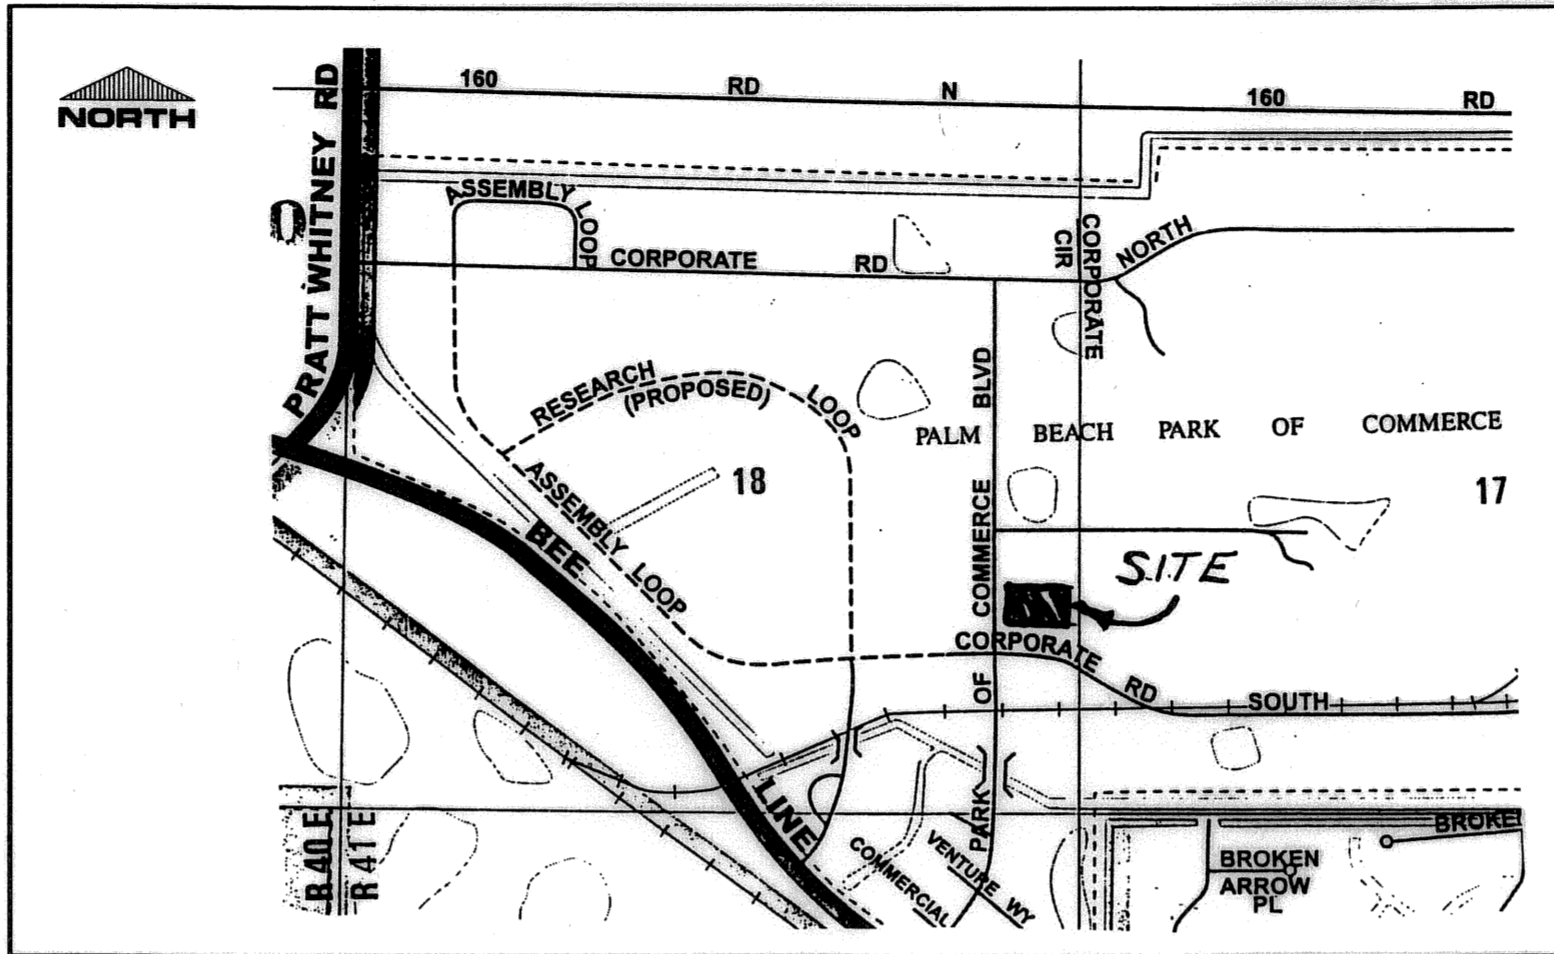 160 RD N 160 RD
NORTH
PRATT WHITNEY RD
ASSEMBLY LOOP
CORPORATE RD
CORPORATE
CIR
NORTH
RESEARCH LOOP
(PROPOSED)
PALM BEACH PARK OF COMMERCE
18
17
ASSEMBLY LOOP
BEE LINE
PARK OF COMMERCE BLVD
SITE
CORPORATE RD SOUTH
R 40 E
R 41 E
COMMERCIAL
VENTURE WY
BROKEN
ARROW
PL